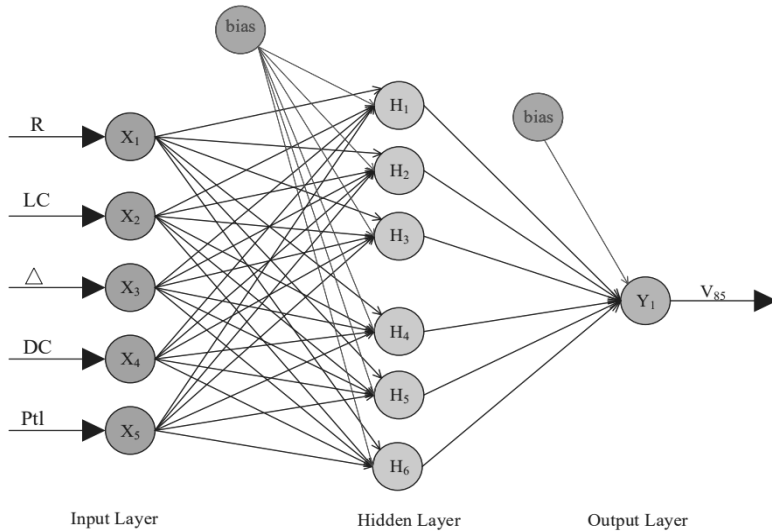 bias
R
X₁
H₁
bias
LC
X₂
H₂
H₃
△
X₃
Y₁
V₈₅
DC
X₄
H₄
H₅
Ptl
X₅
H₆
Input Layer
Hidden Layer
Output Layer